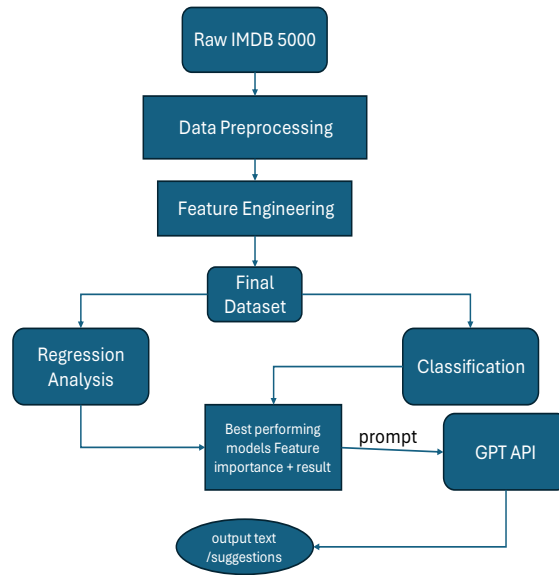 Raw IMDB 5000
Data Preprocessing
Feature Engineering
Final
Dataset
Regression
Analysis
Classification
Best performing
models Feature
importance + result
prompt
GPT API
output text
/suggestions